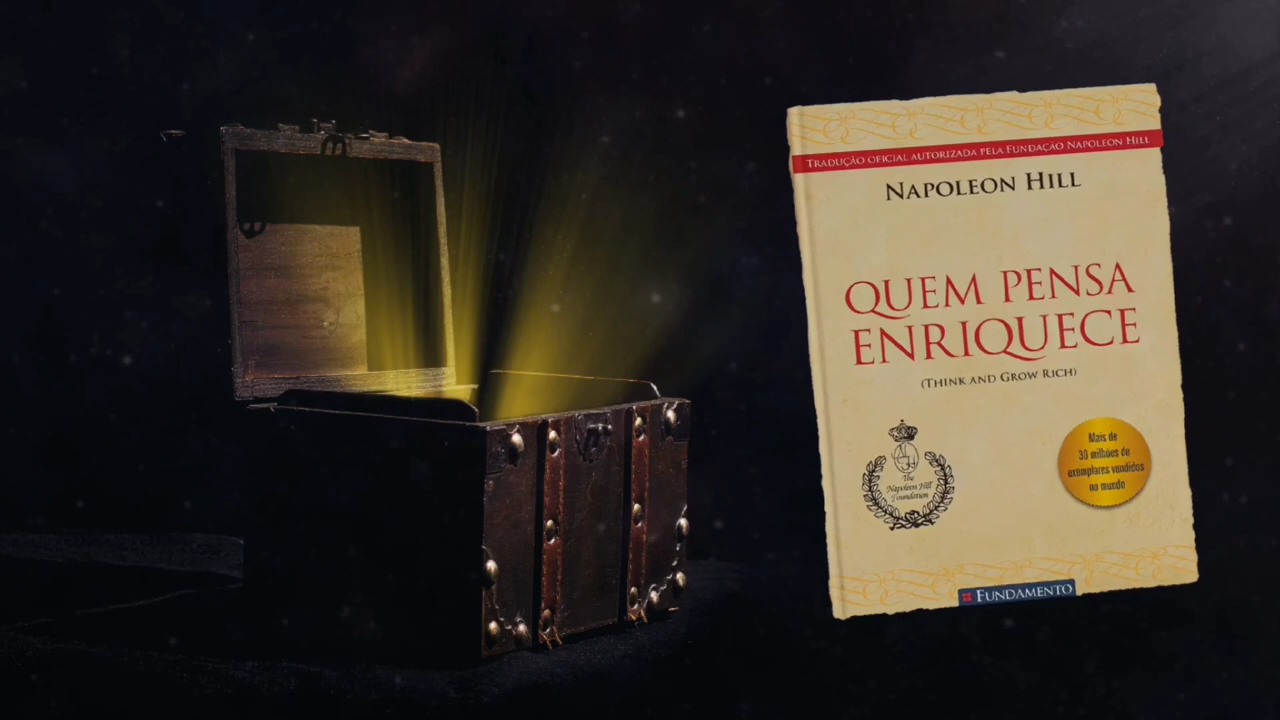 TRADUÇÃO OFICIAL AUTORIZADA PELA FUNDAÇÃO NAPOLEON HILL
NAPOLEON HILL
QUEM PENSA
ENRIQUECE
(THINK AND GROW RICH)
The
Napoleon Hill
Foundation
Mais de
30 milhões de
exemplares vendidos
no mundo
FUNDAMENTO